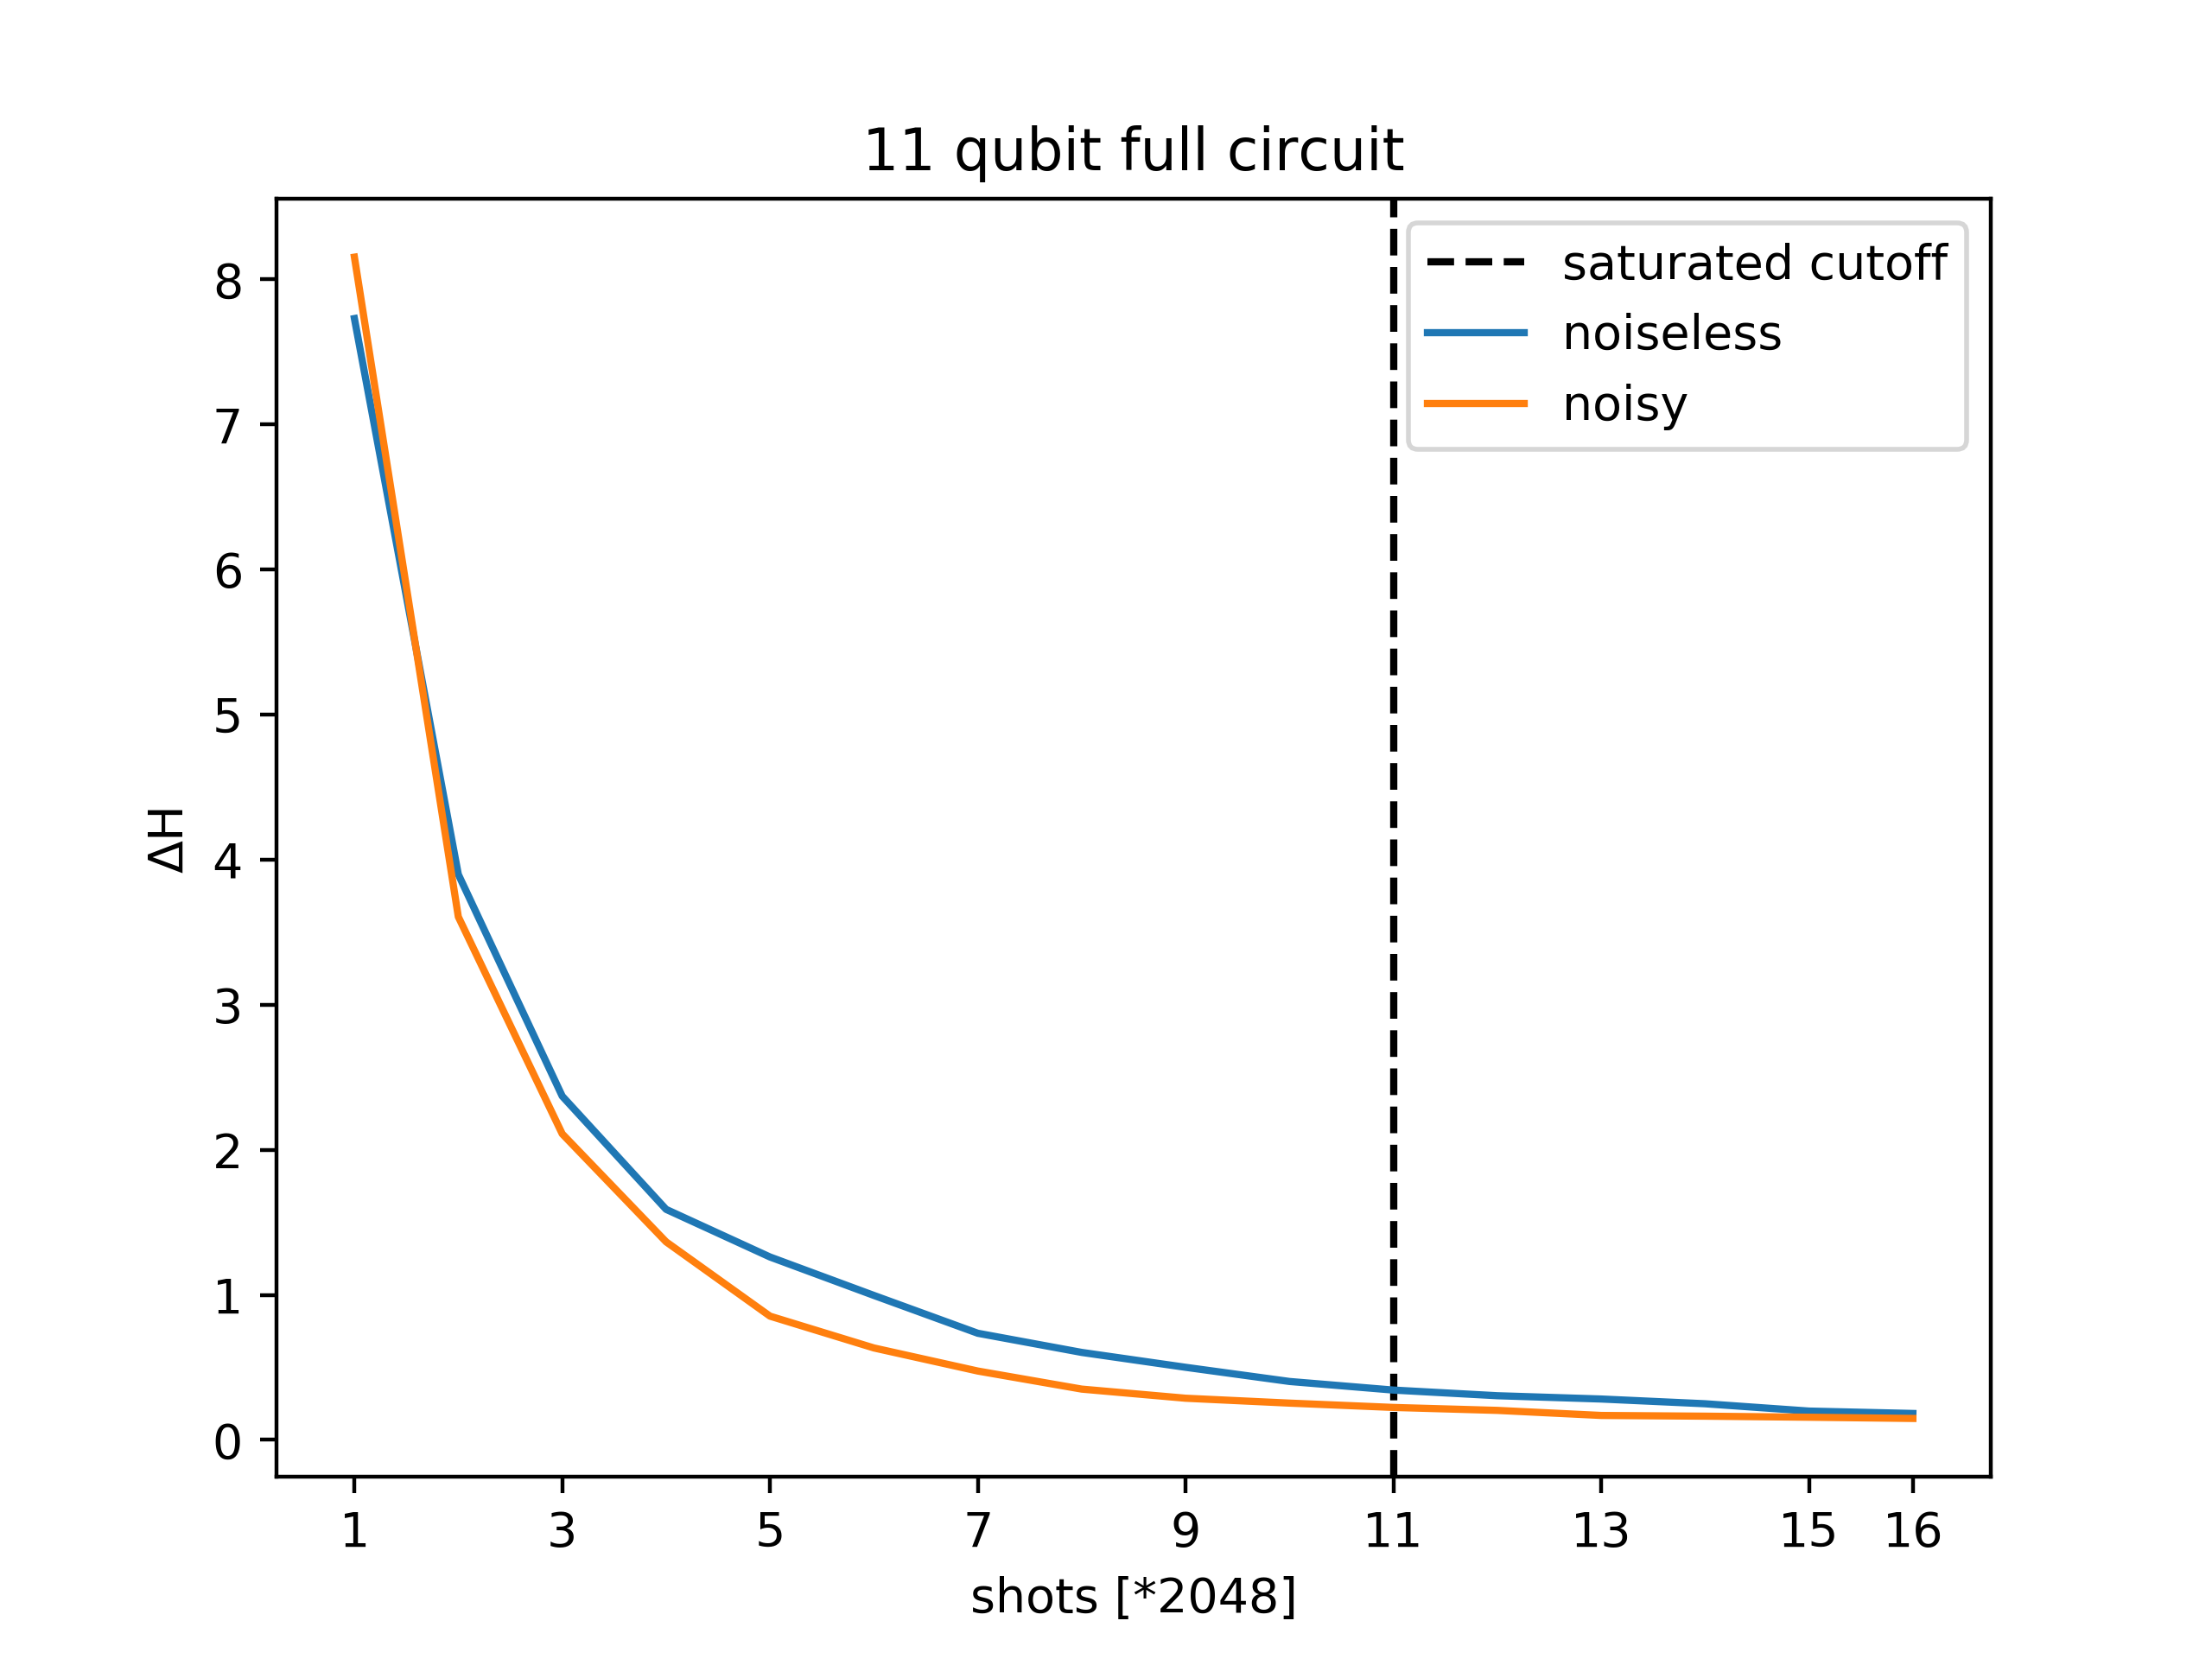 11 qubit full circuit
saturated cutoff
noiseless
noisy
8
7
6
5
4
3
2
1
0
ΔH
1 3 5 7 9 11 13 15 16
shots [*2048]